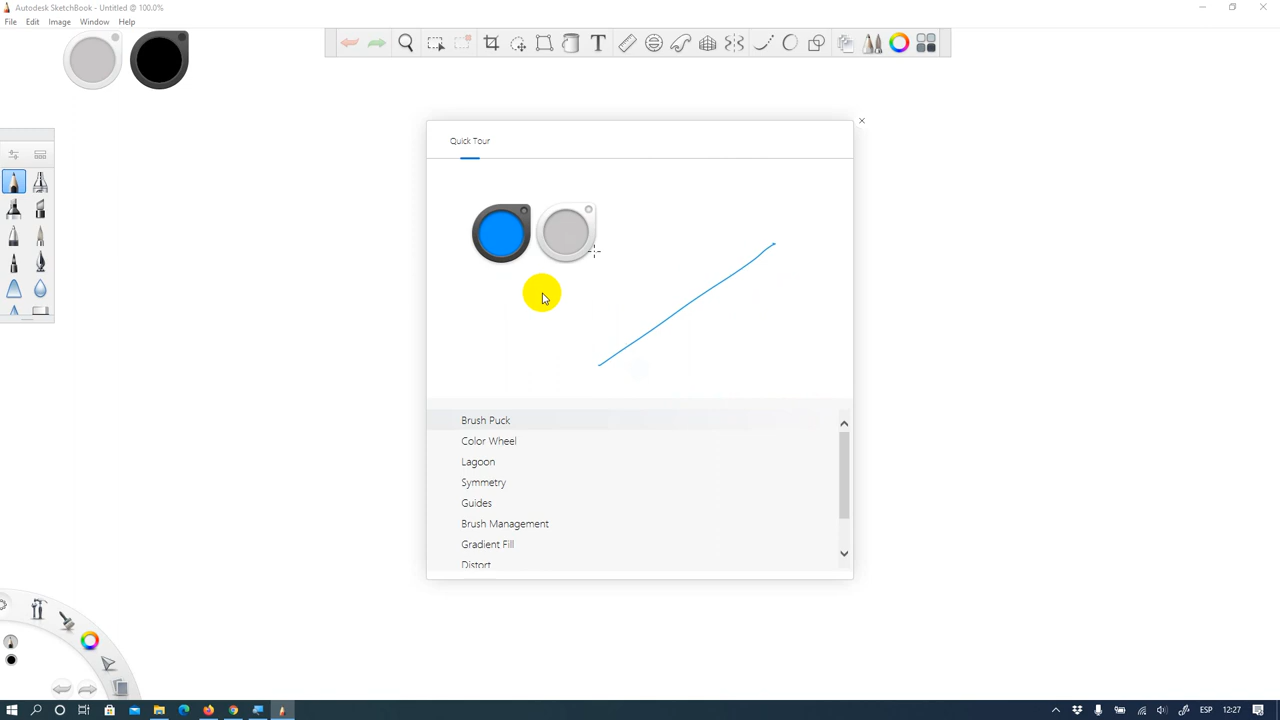 Autodesk SketchBook - Untitled @ 100.0%
File Edit Image Window Help
Quick Tour
Brush Puck
Color Wheel
Lagoon
Symmetry
Guides
Brush Management
Gradient Fill
Distort
ESP 12:27